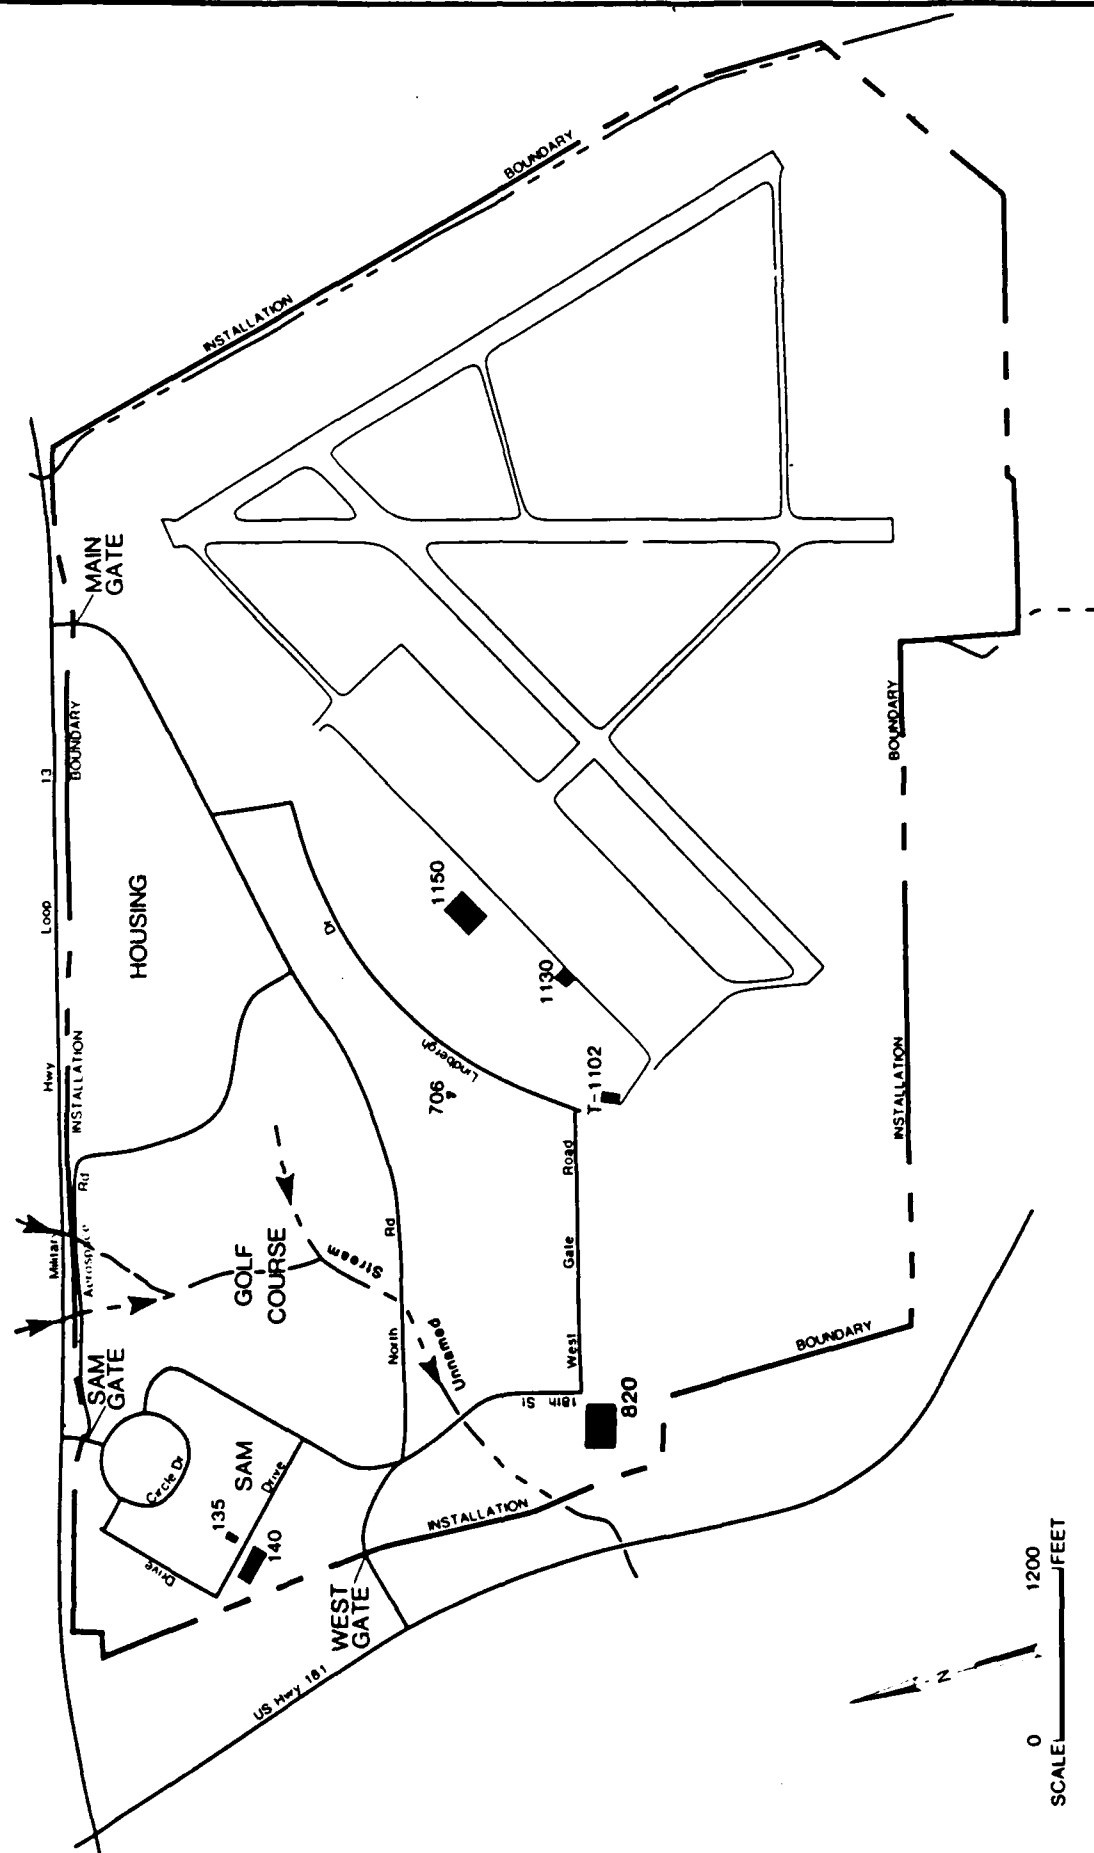 Military Loop Hwy 13
INSTALLATION BOUNDARY
MAIN
GATE
SAM
GATE
Aerospace Rd
HOUSING
GOLF
COURSE
Circle Dr
SAM
Drive
Drive
135
140
WEST
GATE
US Hwy 181
North Rd
Unnamed Stream
18th St
West Gate Road
Lindbergh Dr
706
820
T-1102
1130
1150
INSTALLATION BOUNDARY
INSTALLATION BOUNDARY
INSTALLATION BOUNDARY
N
0 1200
SCALE FEET